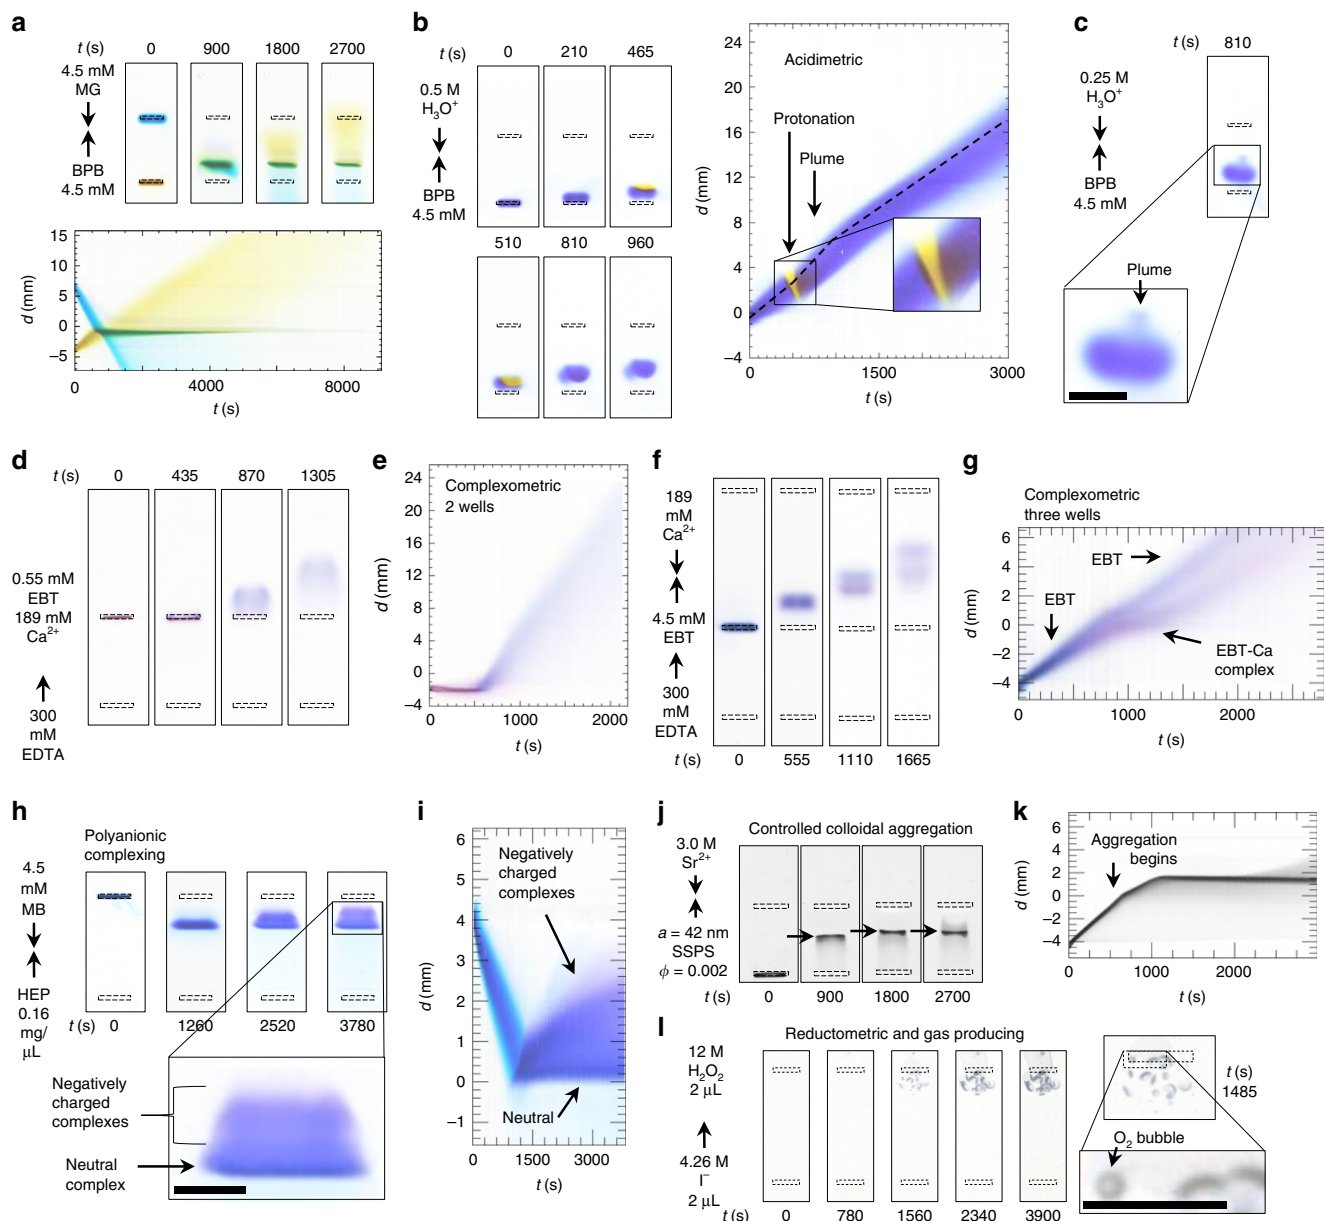 a
t (s) 0 900 1800 2700
4.5 mM
MG
BPB
4.5 mM
15
10
5
0
−5
d (mm)
0 4000 8000
t (s)
b
t (s) 0 210 465
0.5 M
H3O+
BPB
4.5 mM
510 810 960
Acidimetric
Protonation
Plume
24
20
16
12
8
4
0
−4
d (mm)
0 1500 3000
t (s)
c
t (s) 810
0.25 M
H3O+
BPB
4.5 mM
Plume
d
t (s) 0 435 870 1305
0.55 mM
EBT
189 mM
Ca2+
300
mM
EDTA
e
Complexometric
2 wells
24
20
16
12
8
4
0
−4
d (mm)
0 1000 2000
t (s)
f
189
mM
Ca2+
4.5 mM
EBT
300
mM
EDTA
t (s) 0 555 1110 1665
g
Complexometric
three wells
EBT
EBT
EBT-Ca
complex
6
4
2
0
−2
−4
d (mm)
0 1000 2000
t (s)
h
Polyanionic
complexing
4.5
mM
MB
HEP
0.16
mg/
μL
t (s) 0 1260 2520 3780
Negatively
charged
complexes
Neutral
complex
i
Negatively
charged
complexes
Neutral
6
5
4
3
2
1
0
−1
d (mm)
0 1500 3000
t (s)
j
Controlled colloidal aggregation
3.0 M
Sr2+
a = 42 nm
SSPS
ϕ = 0.002
t (s) 0 900 1800 2700
k
Aggregation
begins
6
4
2
0
−2
−4
d (mm)
0 1000 2000
t (s)
l
Reductometric and gas producing
12 M
H2O2
2 μL
4.26 M
I−
2 μL
t (s) 0 780 1560 2340 3900
t (s)
1485
O2 bubble